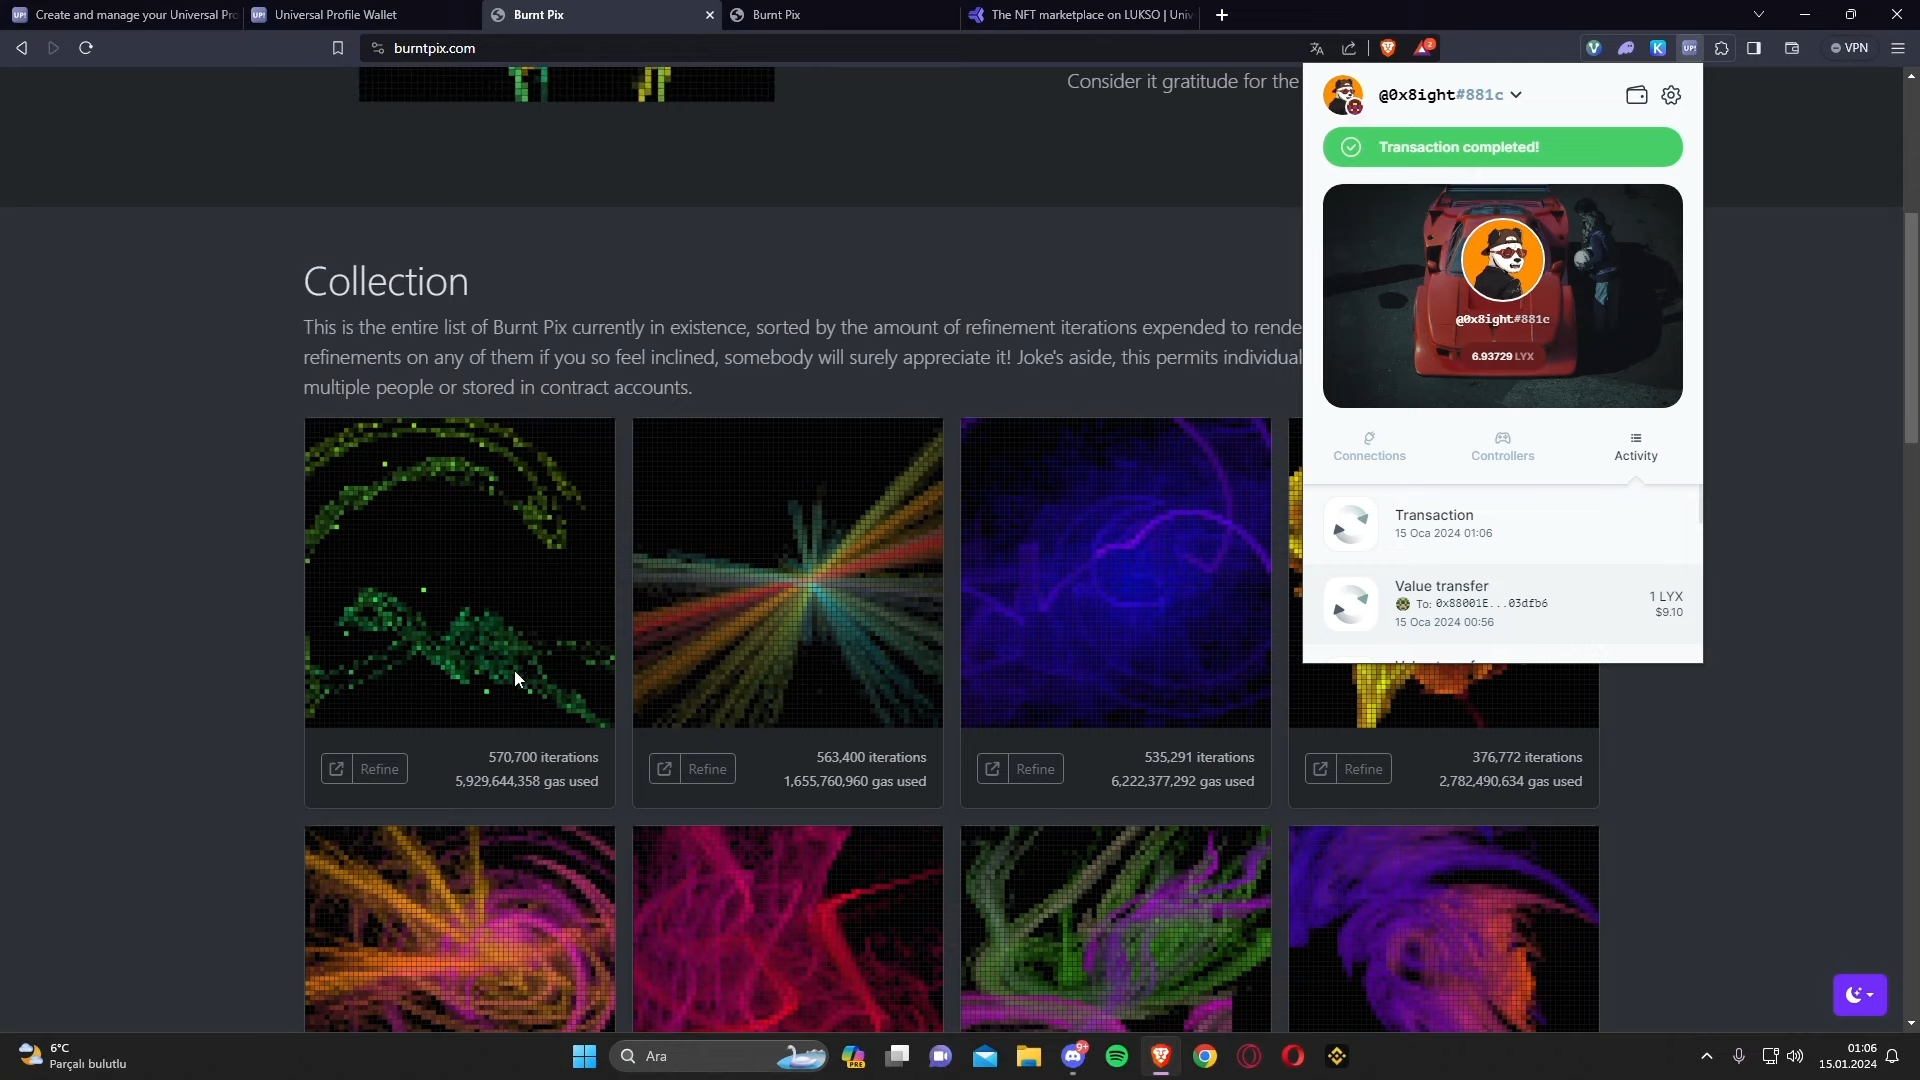 Create and manage your Universal Pro
Universal Profile Wallet
Burnt Pix
Burnt Pix
The NFT marketplace on LUKSO | Univ
burntpix.com
2
UP!
VPN
Consider it gratitude for the
@0x8ight#881c
Transaction completed!
@0x8ight#881c
6.93729 LYX
Connections
Controllers
Activity
Transaction
15 Oca 2024 01:06
Value transfer
To: 0x88001E...03dfb6
15 Oca 2024 00:56
1 LYX
$9.10
Collection
This is the entire list of Burnt Pix currently in existence, sorted by the amount of refinement iterations expended to rende
refinements on any of them if you so feel inclined, somebody will surely appreciate it! Joke's aside, this permits individual
multiple people or stored in contract accounts.
Refine
570,700 iterations
5,929,644,358 gas used
Refine
563,400 iterations
1,655,760,960 gas used
Refine
535,291 iterations
6,222,377,292 gas used
Refine
376,772 iterations
2,782,490,634 gas used
6°C
Parçalı bulutlu
Ara
PRE
9+
01:06
15.01.2024